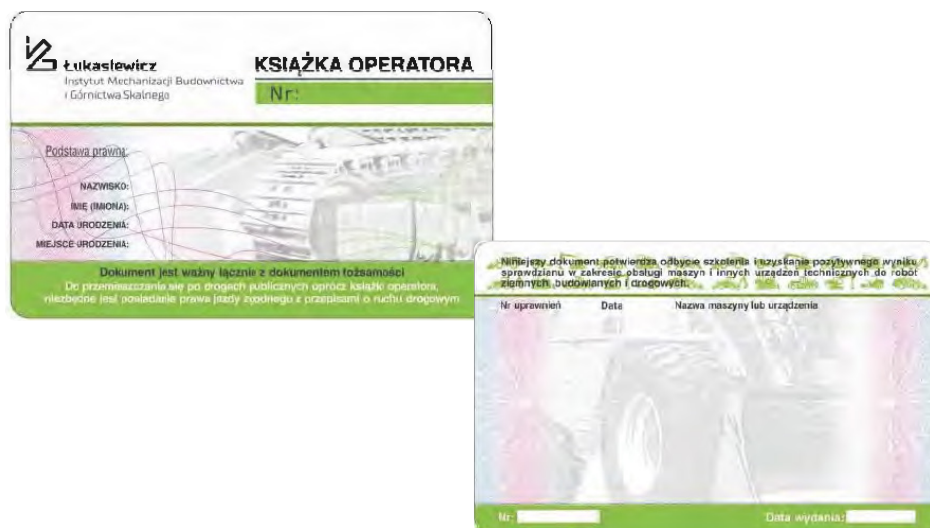 Łukasiewicz
Instytut Mechanizacji Budownictwa
i Górnictwa Skalnego
KSIĄŻKA OPERATORA
Nr:
Podstawa prawna:
NAZWISKO:
IMIĘ (IMIONA):
DATA URODZENIA:
MIEJSCE URODZENIA:
Dokument jest ważny łącznie z dokumentem tożsamości
Do przemieszczania się po drogach publicznych oprócz książki operatora,
niezbędne jest posiadanie prawa jazdy zgodnego z przepisami o ruchu drogowym
Niniejszy dokument potwierdza odbycie szkolenia i uzyskania pozytywnego wyniku
sprawdzianu w zakresie obsługi maszyn i innych urządzeń technicznych do robót
ziemnych, budowlanych i drogowych.
Nr uprawnień Data Nazwa maszyny lub urządzenia
Nr: Data wydania: